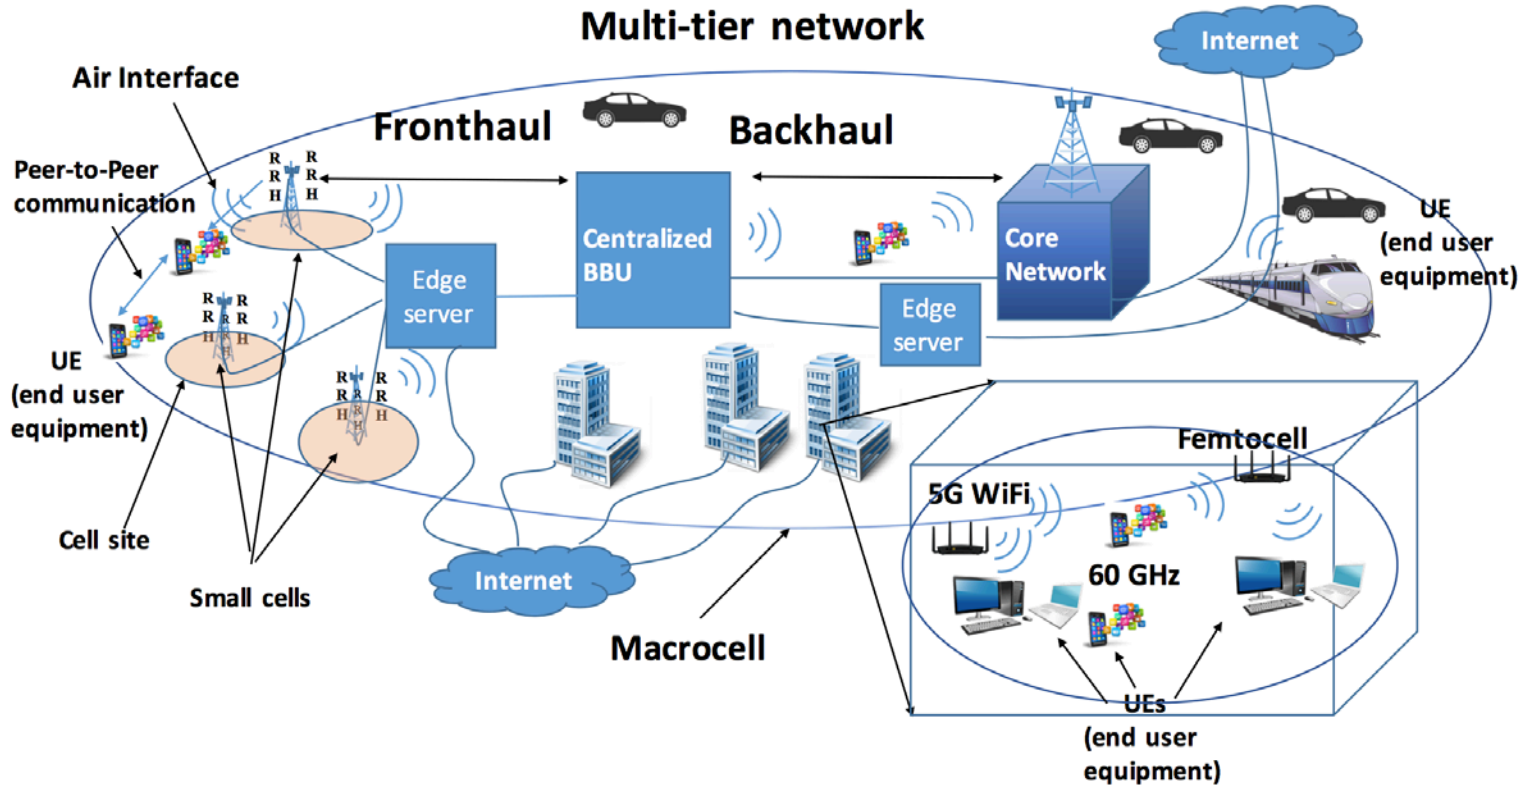 Multi-tier network
Internet
Air Interface
Fronthaul
Backhaul
Peer-to-Peer
communication
R R
R R
H H
UE
(end user
equipment)
Centralized
BBU
Core
Network
Edge
server
Edge
server
R R
R R
H H
R
R
H
UE
(end user
equipment)
R R
R R
H H
R
R
H
Femtocell
5G WiFi
Cell site
Internet
60 GHz
Small cells
Macrocell
UEs
(end user
equipment)